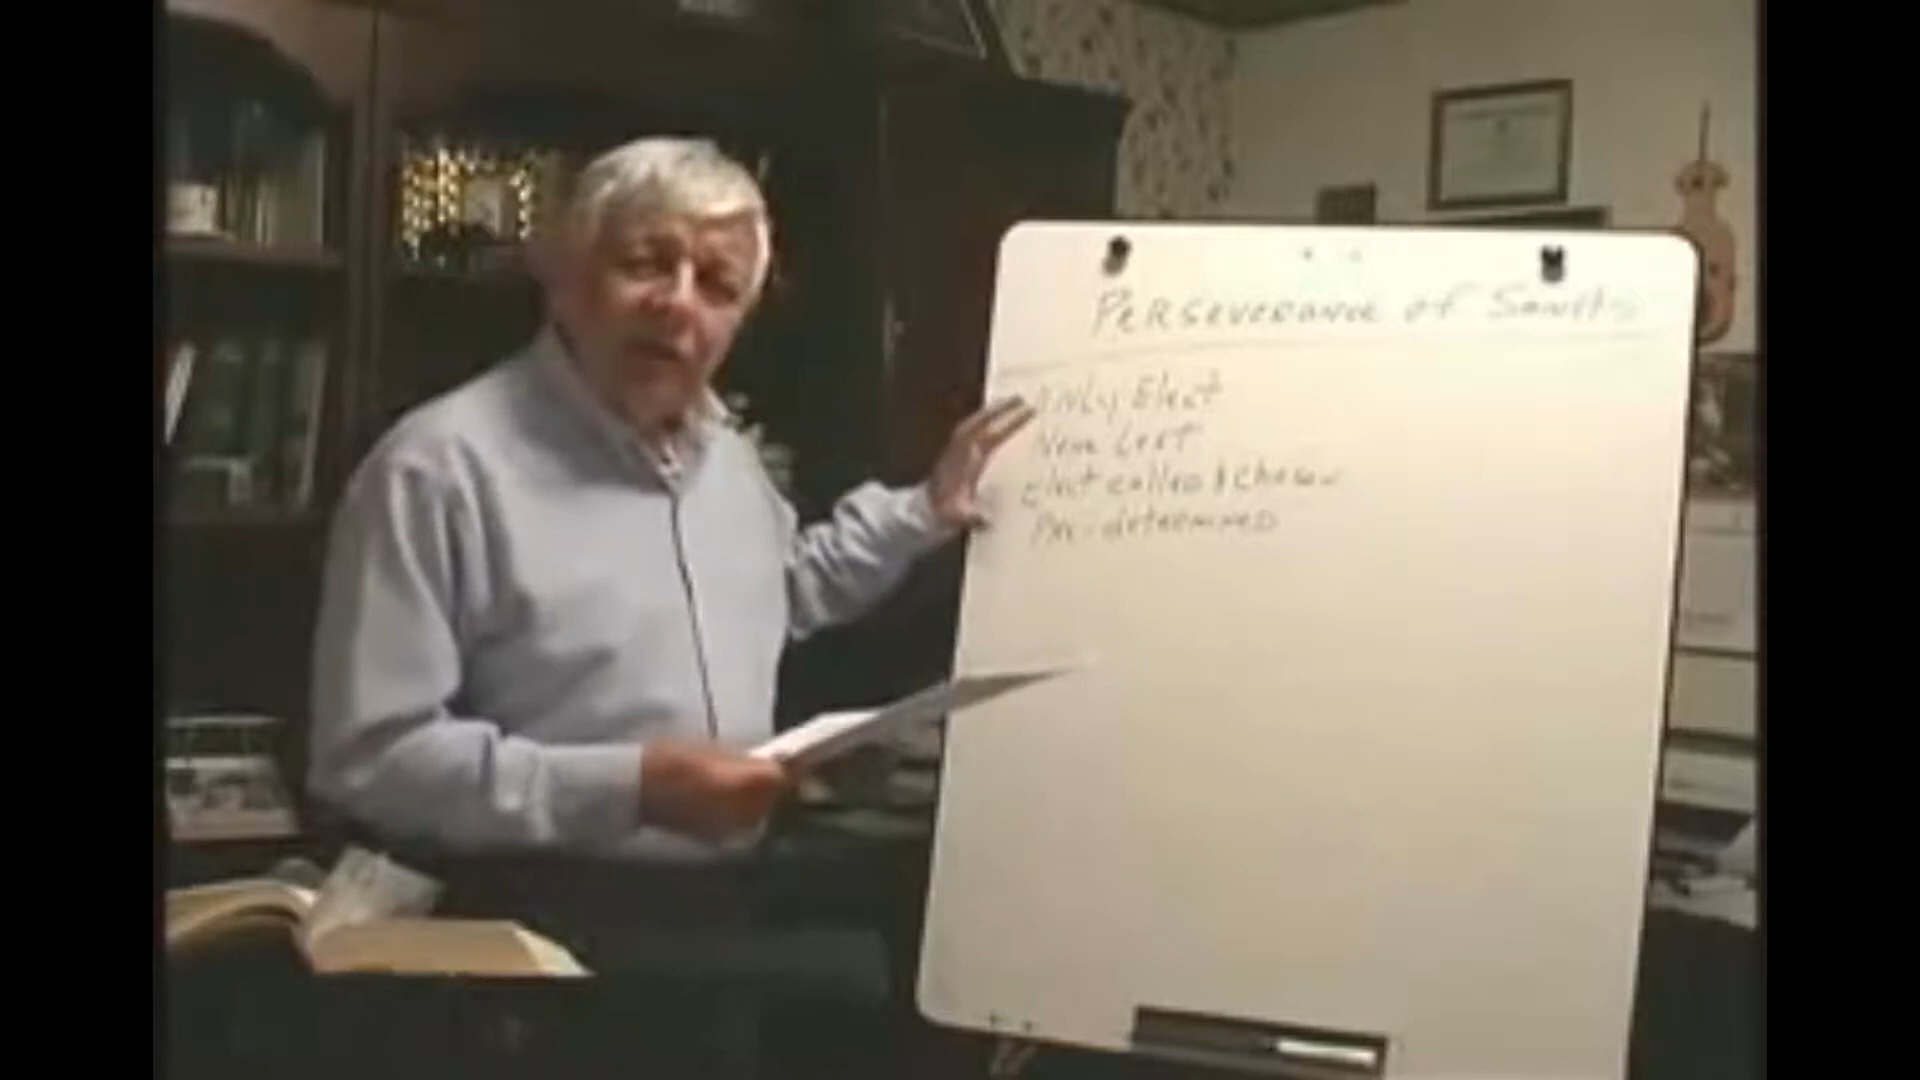 Perseverance of Saints
Only Elect
None Lost
Elect called & chosen
Pre-determined